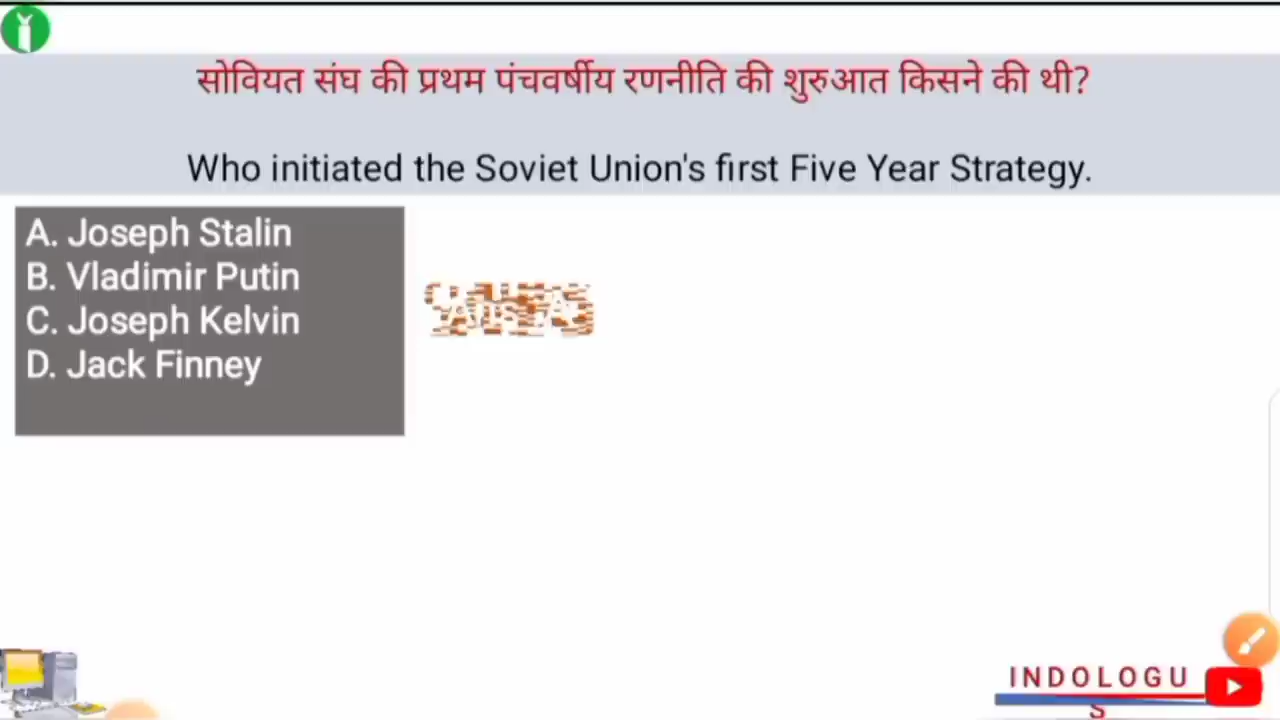 सोवियत संघ की प्रथम पंचवर्षीय रणनीति की शुरुआत किसने की थी?
Who initiated the Soviet Union's first Five Year Strategy.
A. Joseph Stalin
B. Vladimir Putin
C. Joseph Kelvin
D. Jack Finney
INDOLOGU
S